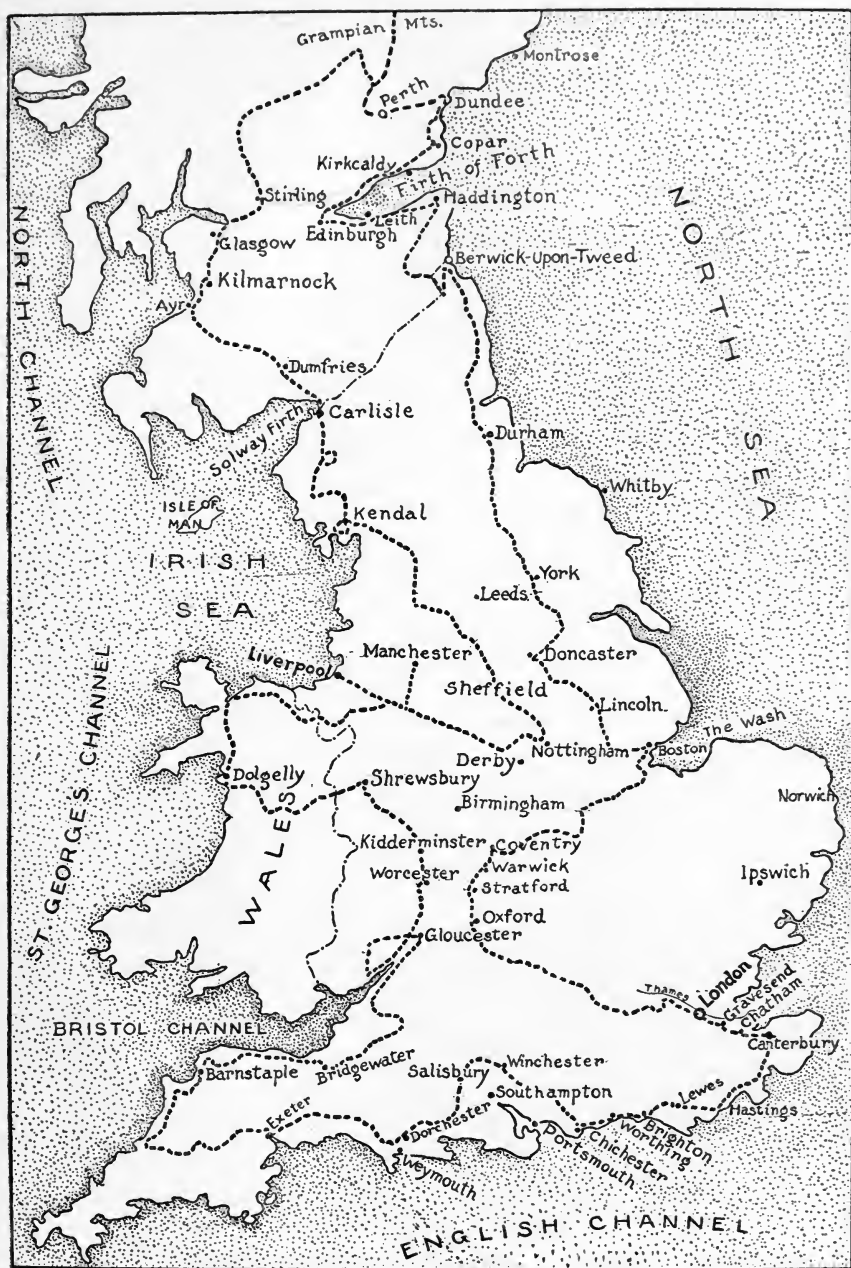 Grampian Mts.
Montrose
Perth
Dundee
Copar
Kirkcaldy
Firth of Forth
Stirling
Haddington
Leith
Edinburgh
Glasgow
Berwick-Upon-Tweed
Kilmarnock
NORTH CHANNEL
NORTH SEA
Ayr
Dumfries
Solway Firth
Carlisle
Durham
Whitby
ISLE OF
MAN
Kendal
IRISH
SEA
York
Leeds
Manchester
Doncaster
Liverpool
Sheffield
Lincoln
The Wash
Derby
Nottingham
Boston
ST. GEORGE'S CHANNEL
Dolgelly
Shrewsbury
Birmingham
Norwich
WALES
Kidderminster
Coventry
Warwick
Worcester
Stratford
Ipswich
Oxford
Gloucester
Thames
London
Gravesend
Chatham
BRISTOL CHANNEL
Canterbury
Barnstaple
Bridgewater
Salisbury
Winchester
Southampton
Lewes
Hastings
Exeter
Dorchester
Brighton
Worthing
Chichester
Portsmouth
Weymouth
ENGLISH CHANNEL